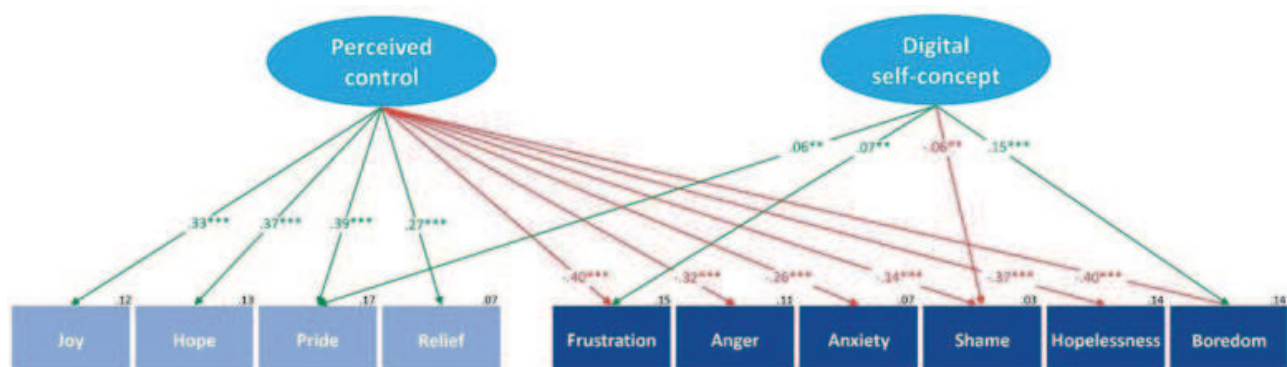 Perceived
control
Digital
self-concept
.06**
.07**
-.06**
.15***
.33***
.37***
.39***
.27***
-.40***
-.32***
-.26***
-.14***
-.37***
-.40***
.12
.13
.17
.07
.15
.11
.07
.03
.14
.14
Joy
Hope
Pride
Relief
Frustration
Anger
Anxiety
Shame
Hopelessness
Boredom